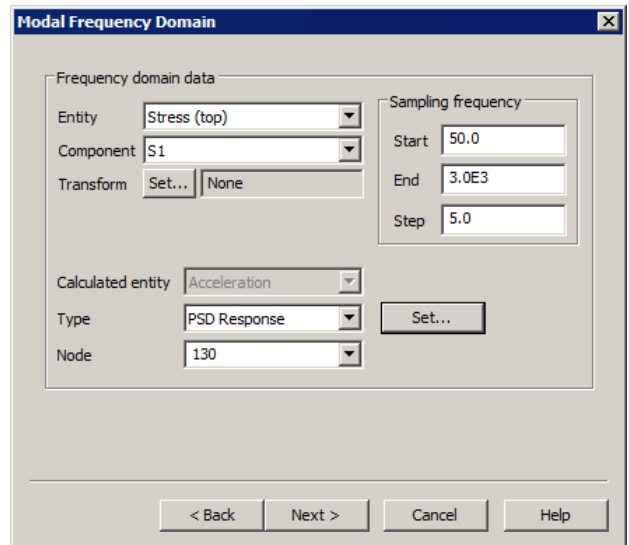 Modal Frequency Domain
Frequency domain data
Entity Stress (top)
Component S1
Transform Set... None
Sampling frequency
Start 50.0
End 3.0E3
Step 5.0
Calculated entity Acceleration
Type PSD Response Set...
Node 130
< Back Next > Cancel Help